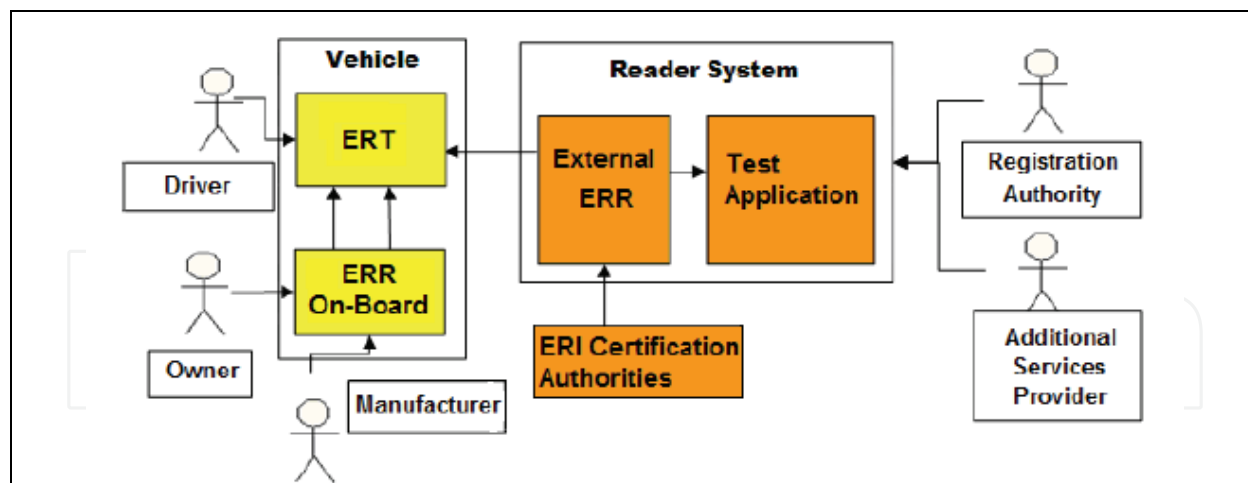 Vehicle
Reader System
ERT
External
ERR
Test
Application
Driver
Registration
Authority
ERR
On-Board
Owner
Manufacturer
ERI Certification
Authorities
Additional
Services
Provider